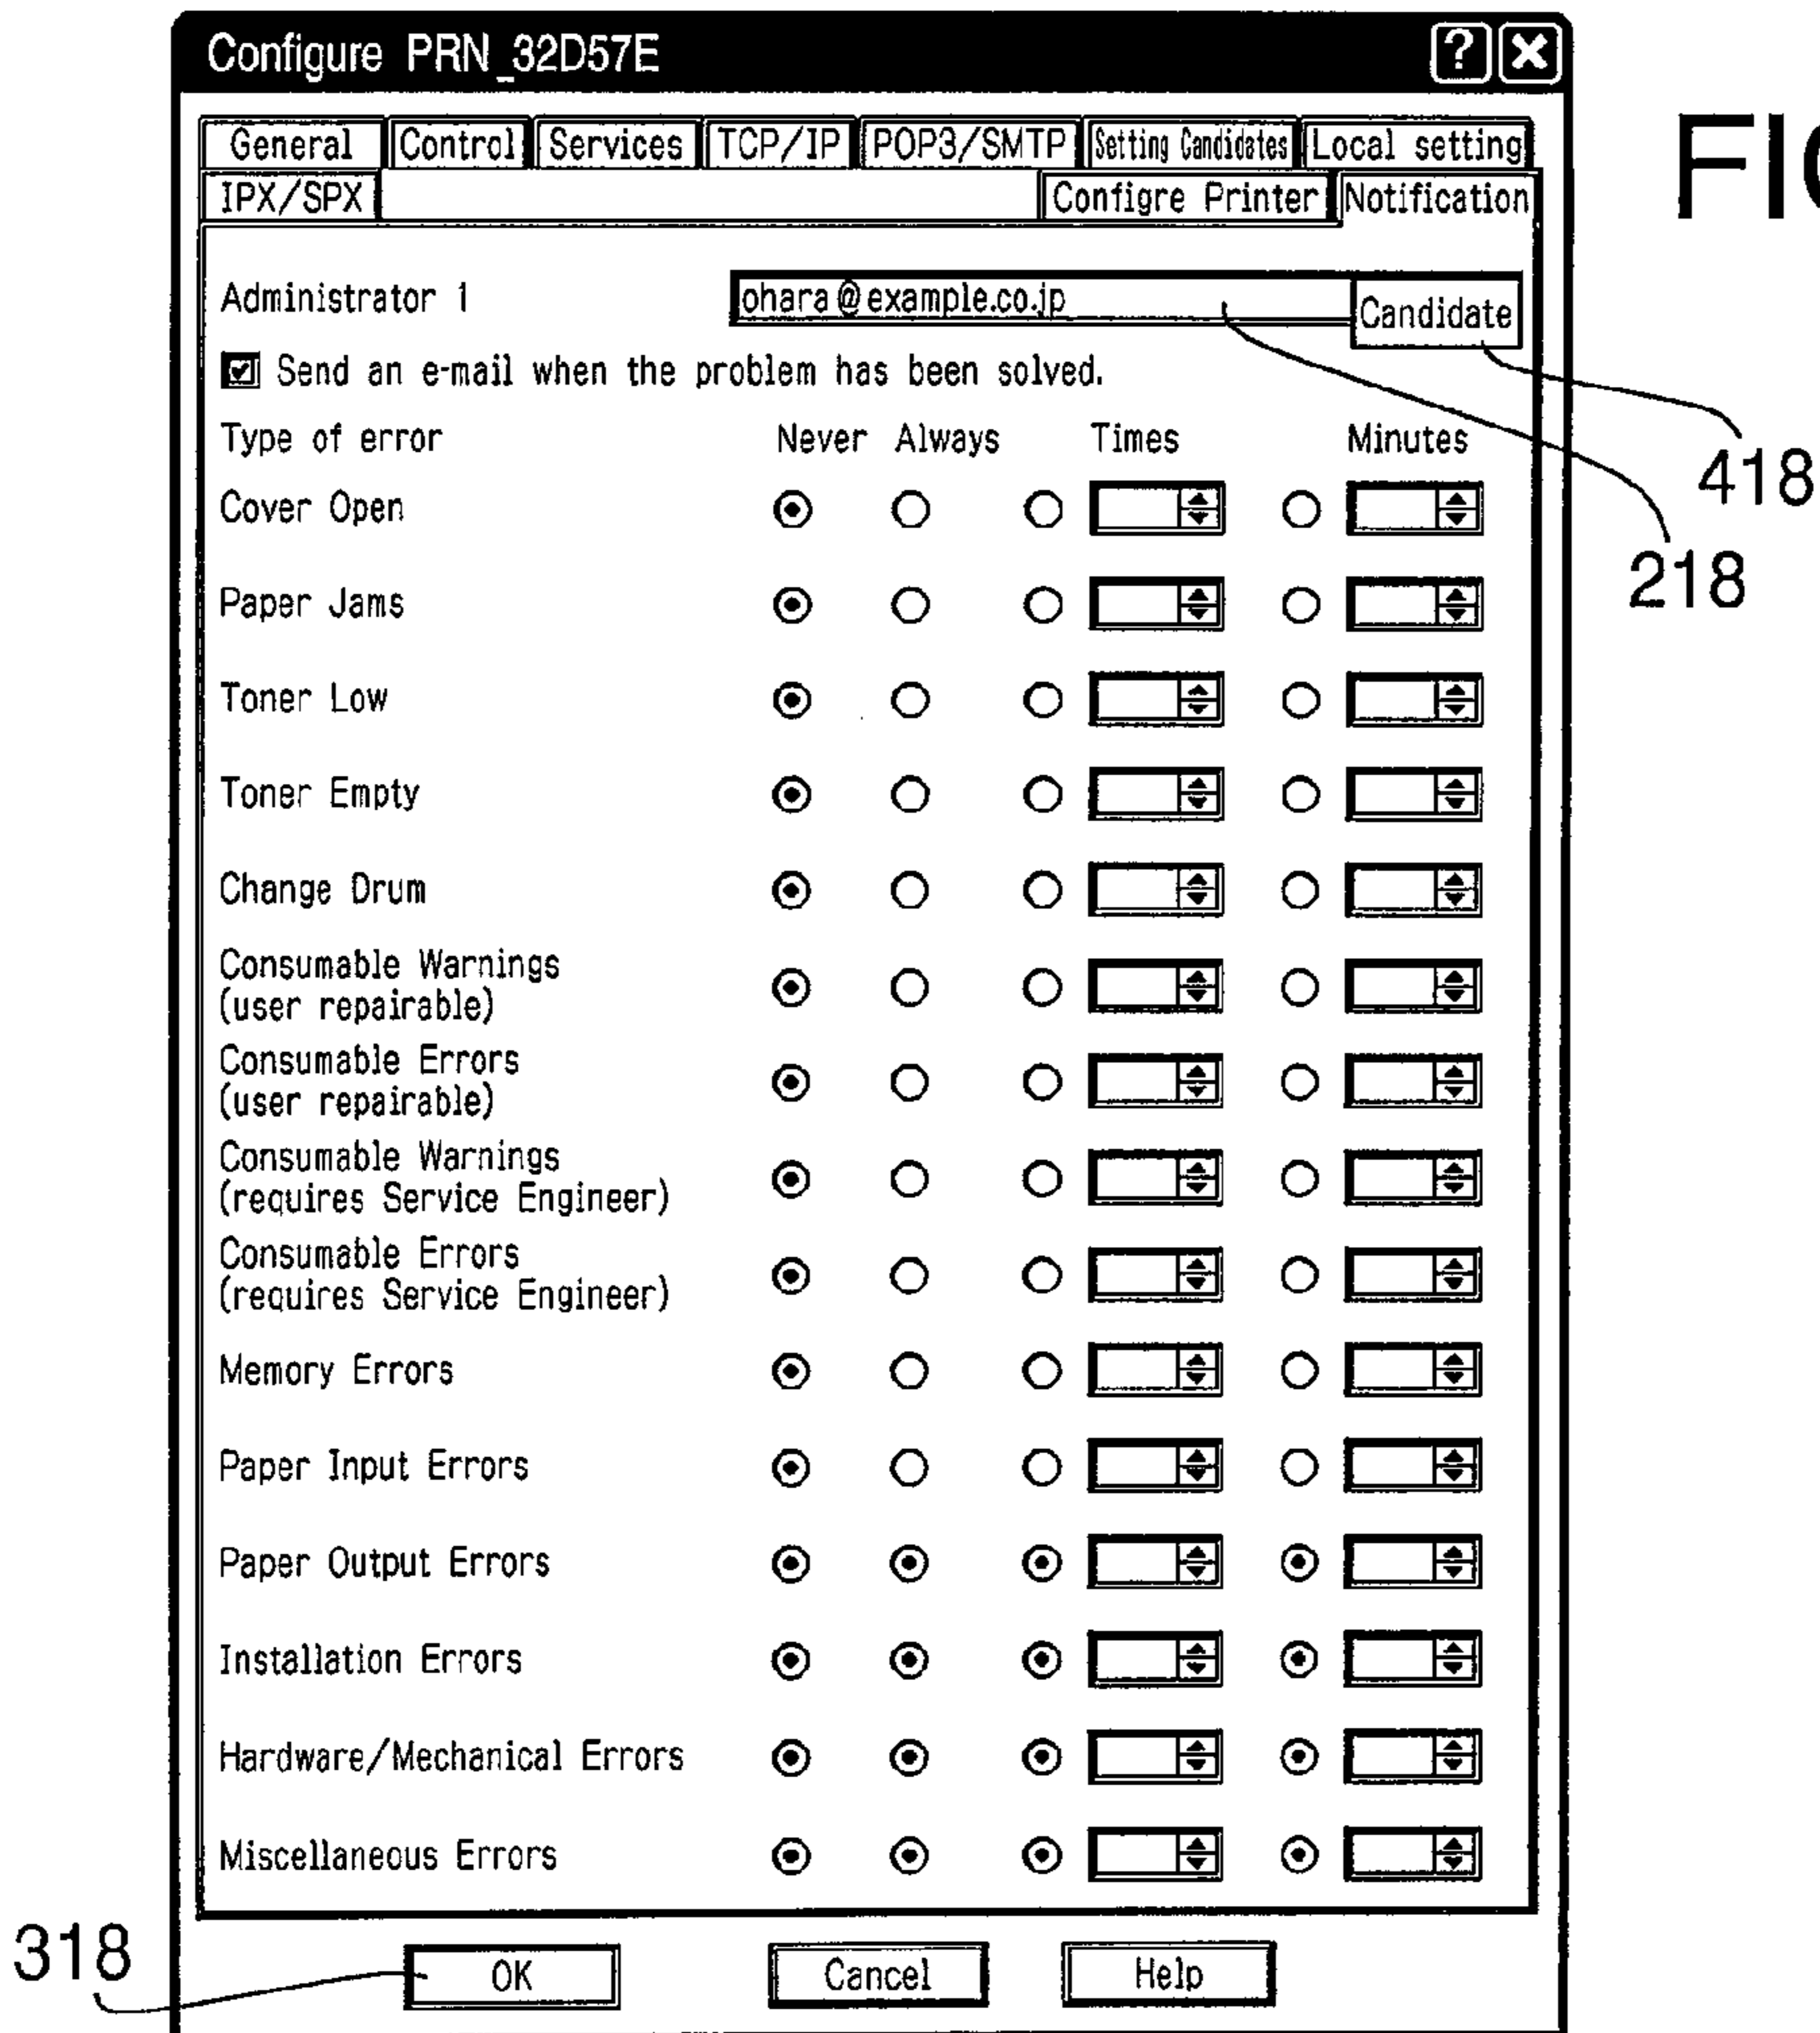 Configure PRN_32D57E
General Control Services TCP/IP POP3/SMTP Setting Candidates Local setting
IPX/SPX Configre Printer Notification
FIG
Administrator 1 ohara@example.co.jp Candidate
Send an e-mail when the problem has been solved.
Type of error Never Always Times Minutes
418
Cover Open
218
Paper Jams
Toner Low
Toner Empty
Change Drum
Consumable Warnings
(user repairable)
Consumable Errors
(user repairable)
Consumable Warnings
(requires Service Engineer)
Consumable Errors
(requires Service Engineer)
Memory Errors
Paper Input Errors
Paper Output Errors
Installation Errors
Hardware/Mechanical Errors
Miscellaneous Errors
318
OK Cancel Help